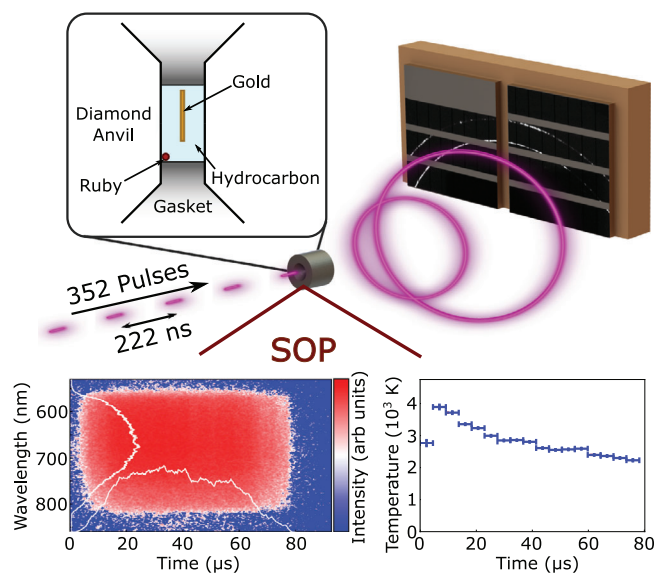 Gold
Diamond
Anvil
Ruby
Hydrocarbon
Gasket
352 Pulses
222 ns
SOP
Wavelength (nm)
600
700
800
0
20
40
60
80
Time (μs)
Intensity (arb units)
Temperature (10³ K)
4
3
2
1
0
0
20
40
60
80
Time (μs)